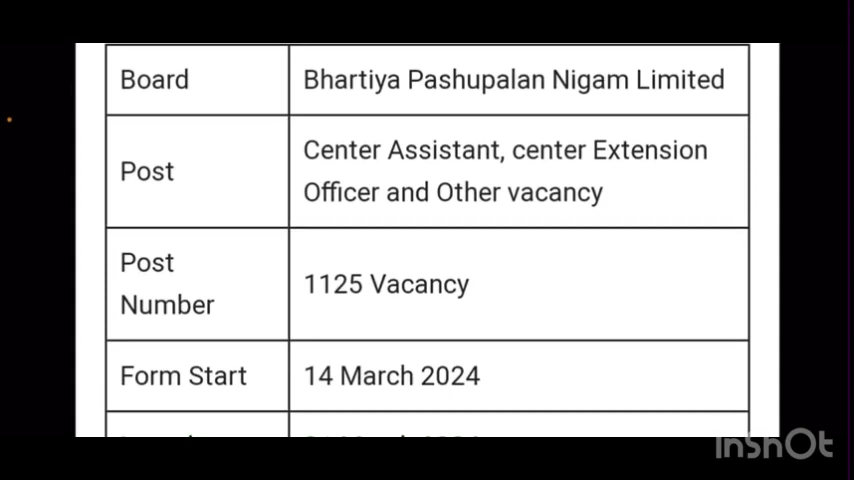 Board
Bhartiya Pashupalan Nigam Limited
Post
Center Assistant, center Extension
Officer and Other vacancy
Post
Number
1125 Vacancy
Form Start
14 March 2024
InShOt